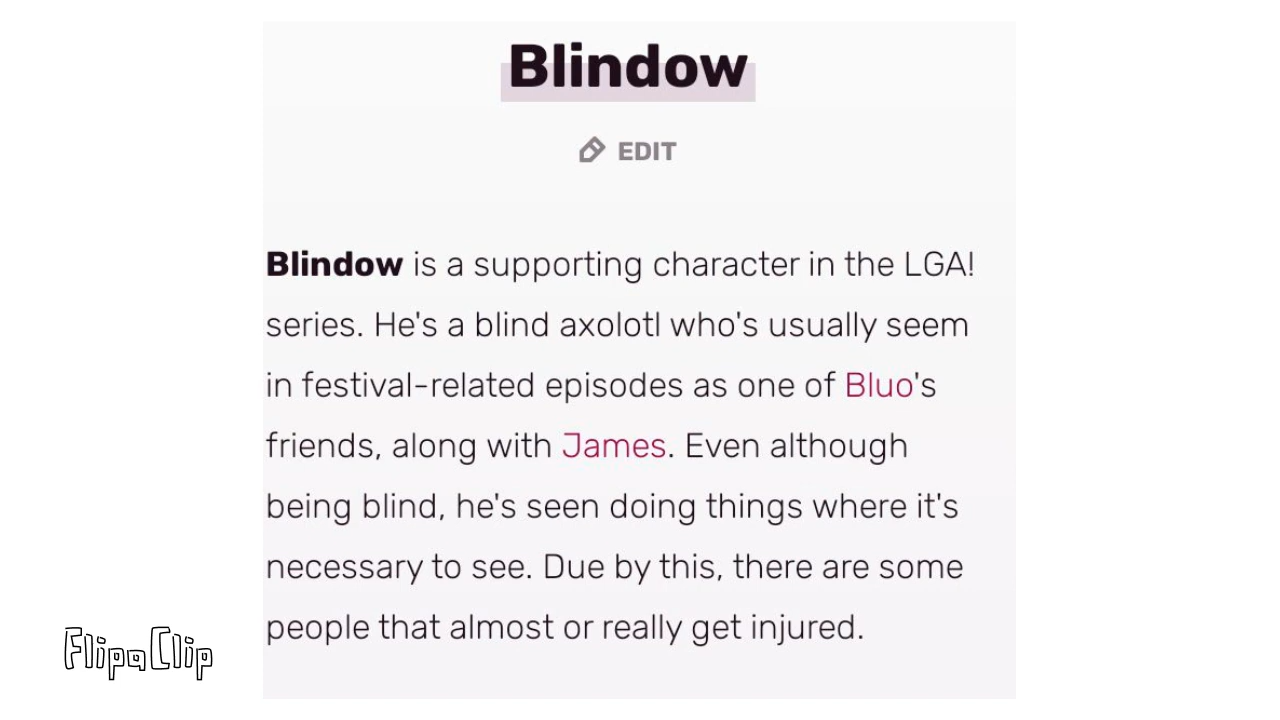 Blindow
EDIT
Blindow is a supporting character in the LGA!
series. He's a blind axolotl who's usually seem
in festival-related episodes as one of Bluo's
friends, along with James. Even although
being blind, he's seen doing things where it's
necessary to see. Due by this, there are some
people that almost or really get injured.
FlipaClip